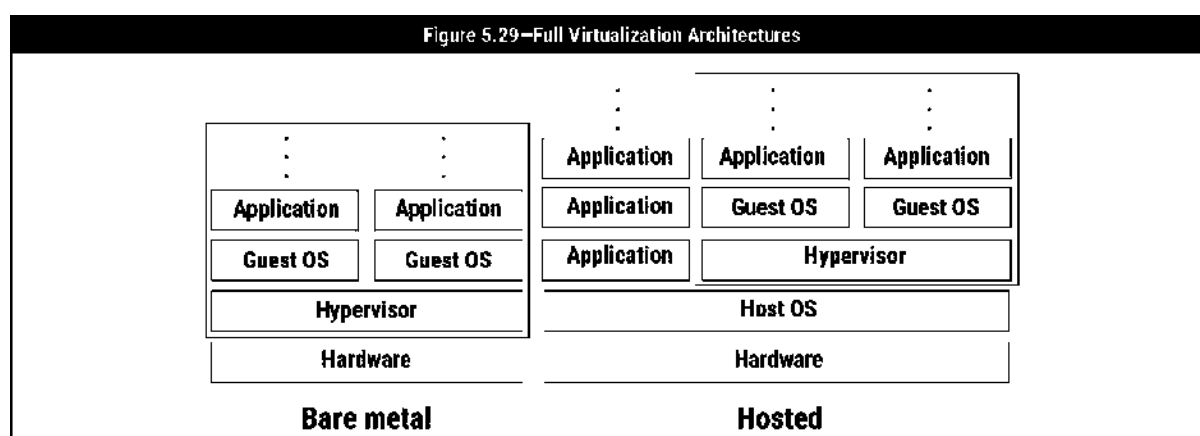 Figure 5.29—Full Virtualization Architectures
Application Application Application
Application Application Application Guest OS Guest OS
Guest OS Guest OS Application Hypervisor
Hypervisor Host OS
Hardware Hardware
Bare metal Hosted